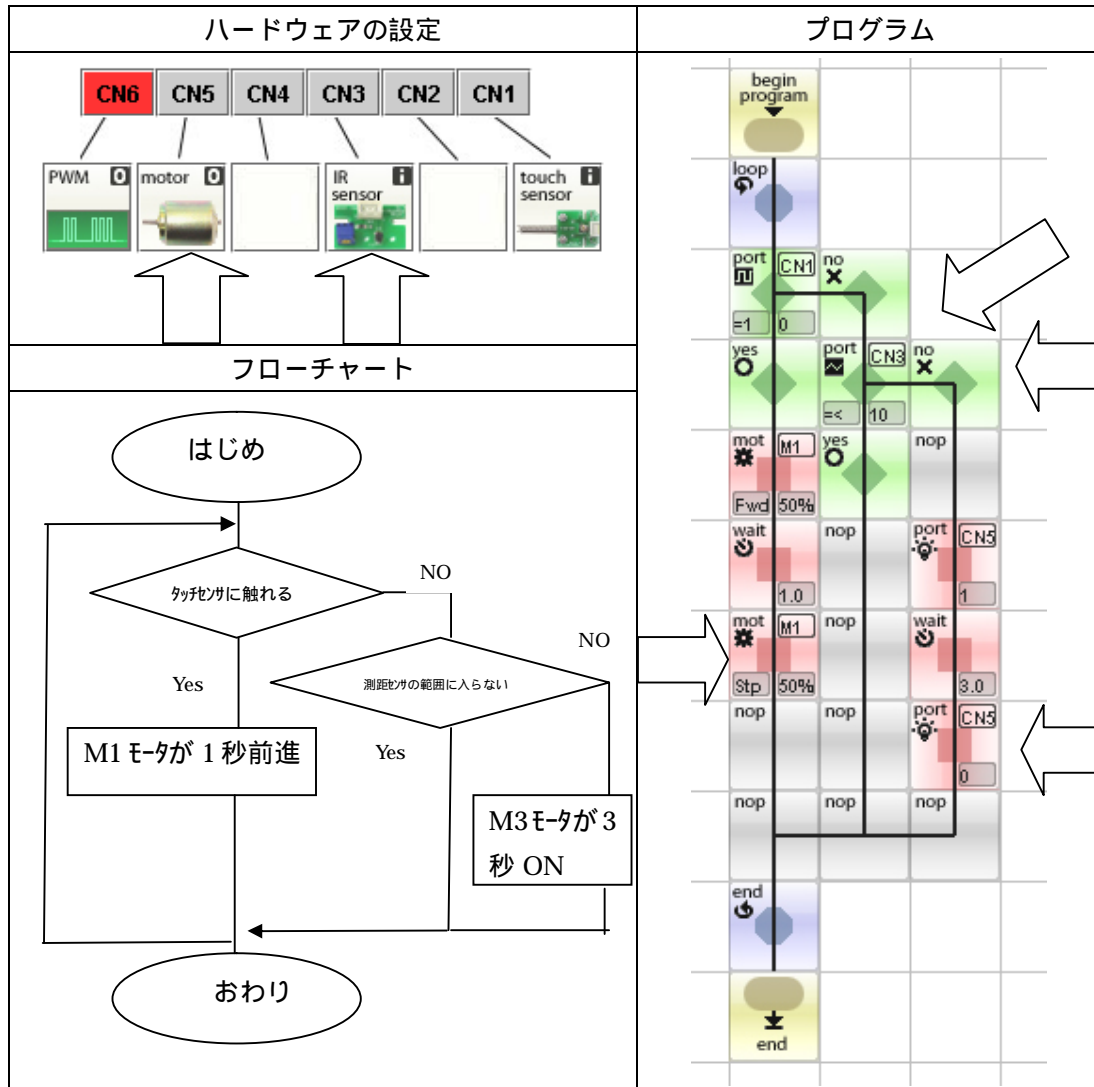 ハードウェアの設定
CN6 CN5 CN4 CN3 CN2 CN1
PWM O motor O IR sensor i touch sensor i
フローチャート
はじめ
タッチセンサに触れる
NO
測距センサの範囲に入らない
NO
Yes
Yes
M1 モータが 1 秒前進
M3モータが 3
秒 ON
おわり
プログラム
begin
program
loop
port CN1 no
=1 0
yes port CN3 no
=< 10
mot M1 yes nop
Fwd 50%
wait nop port CN5
1.0 1
mot M1 nop wait
Stp 50% 3.0
nop nop port CN5
0
nop nop nop
end
end